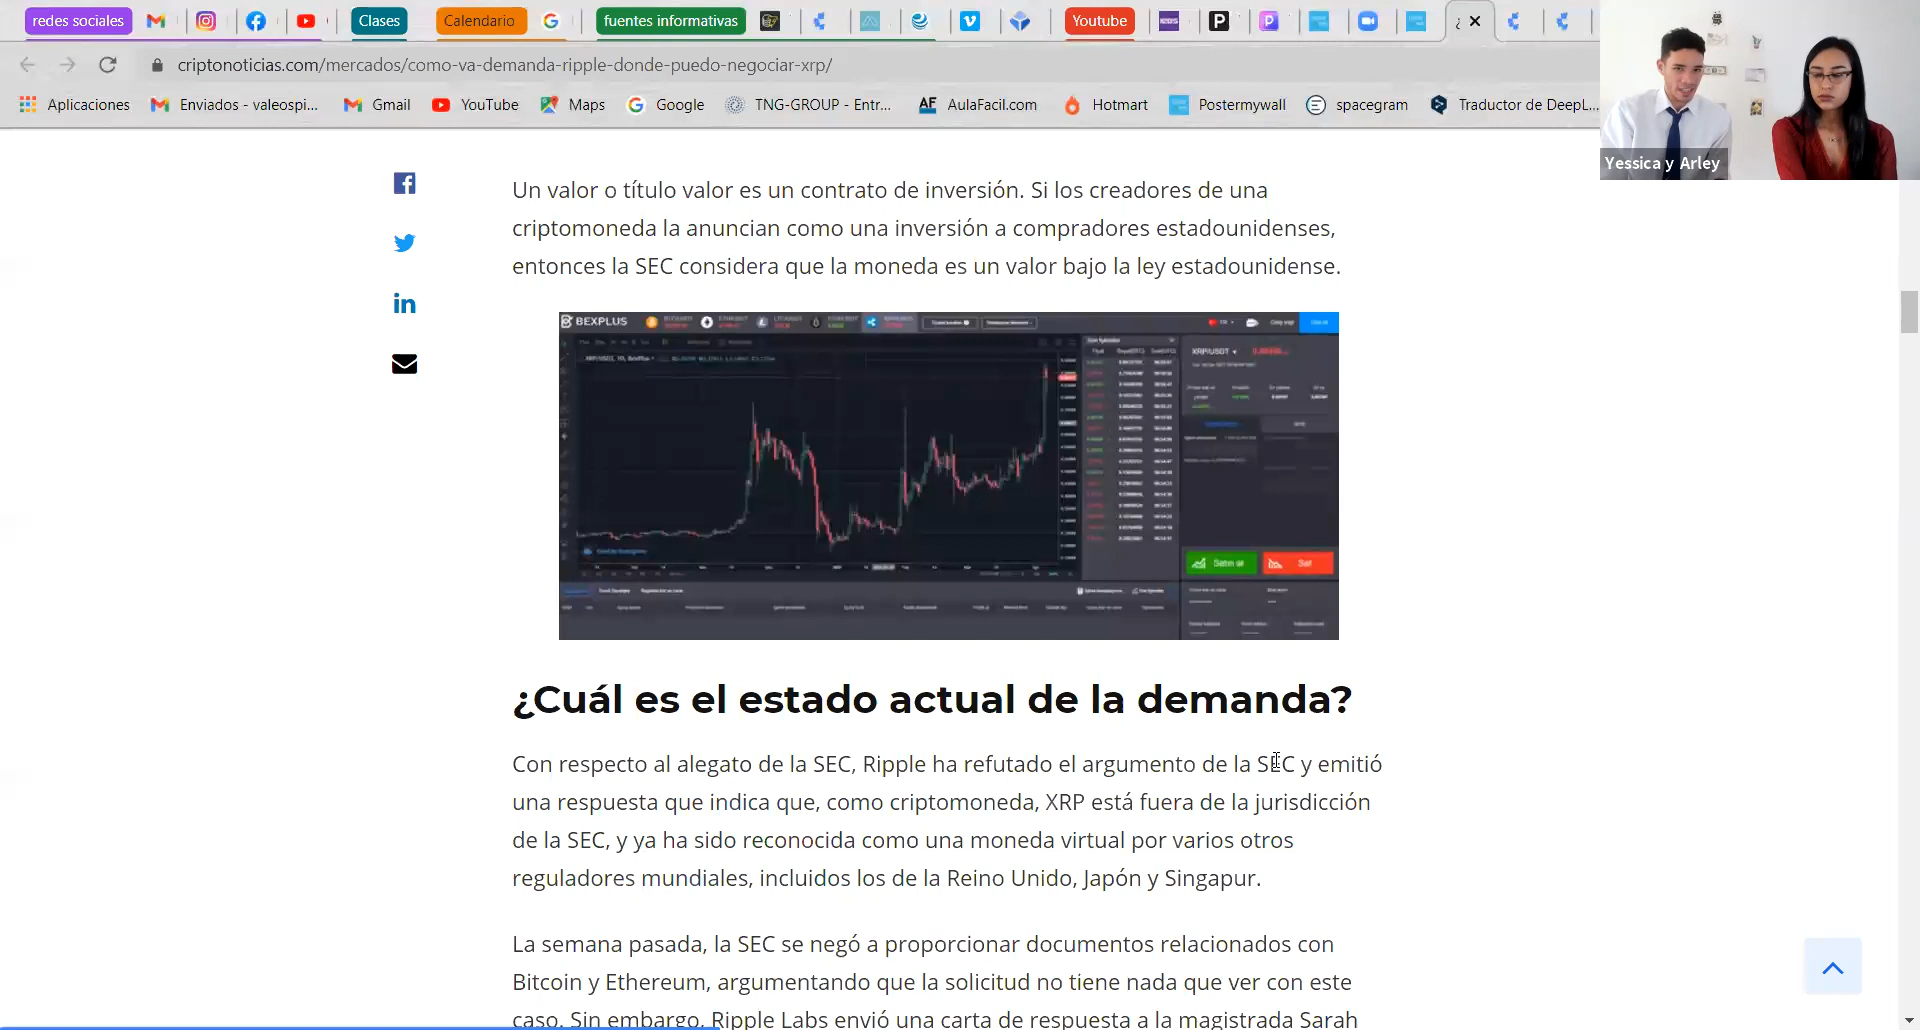 redes sociales
Clases
Calendario
fuentes informativas
Youtube
criptonoticias.com/mercados/como-va-demanda-ripple-donde-puedo-negociar-xrp/
Aplicaciones
Enviados - valeospi...
Gmail
YouTube
Maps
Google
TNG-GROUP - Entr...
AulaFacil.com
Hotmart
Postermywall
spacegram
Traductor de DeepL...
Yessica y Arley
Un valor o título valor es un contrato de inversión. Si los creadores de una
criptomoneda la anuncian como una inversión a compradores estadounidenses,
entonces la SEC considera que la moneda es un valor bajo la ley estadounidense.
BEXPLUS
XRP/USDT
Satın al
Sat
¿Cuál es el estado actual de la demanda?
Con respecto al alegato de la SEC, Ripple ha refutado el argumento de la SEC y emitió
una respuesta que indica que, como criptomoneda, XRP está fuera de la jurisdicción
de la SEC, y ya ha sido reconocida como una moneda virtual por varios otros
reguladores mundiales, incluidos los de la Reino Unido, Japón y Singapur.
La semana pasada, la SEC se negó a proporcionar documentos relacionados con
Bitcoin y Ethereum, argumentando que la solicitud no tiene nada que ver con este
caso. Sin embargo, Ripple Labs envió una carta de respuesta a la magistrada Sarah